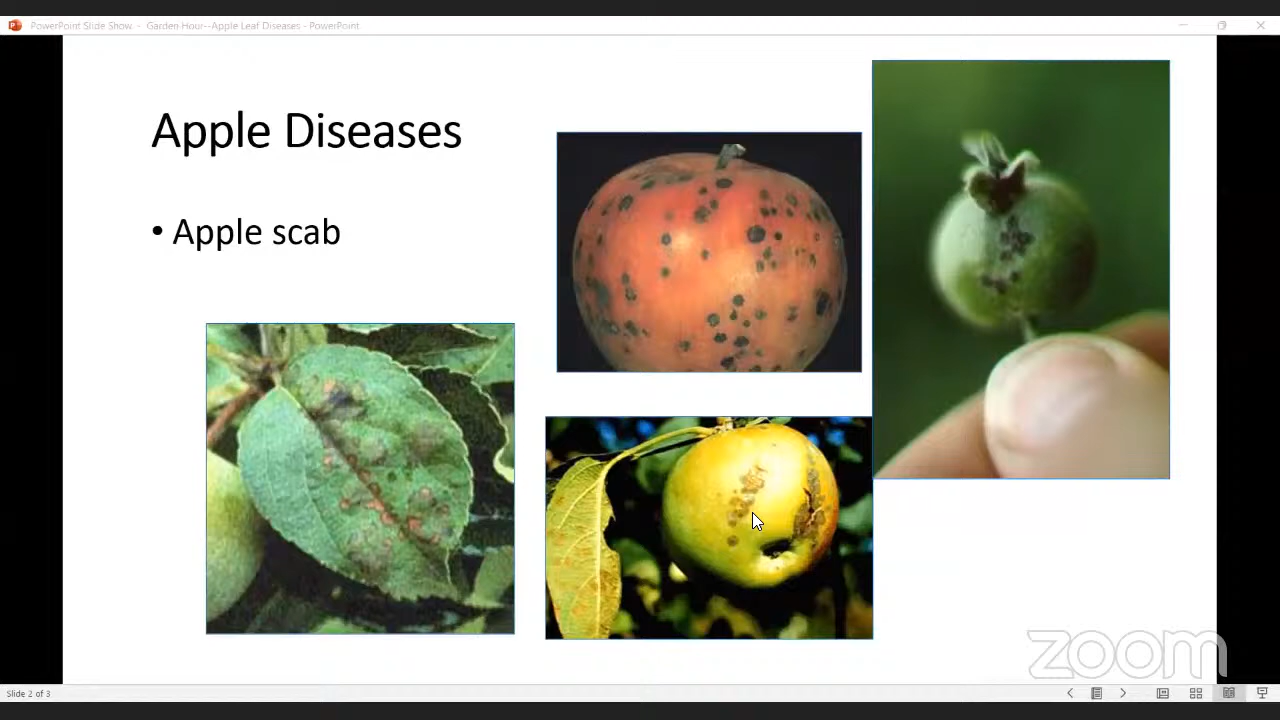 PowerPoint Slide Show - Garden Hour--Apple Leaf Diseases - PowerPoint
Apple Diseases
• Apple scab
zoom
Slide 2 of 3